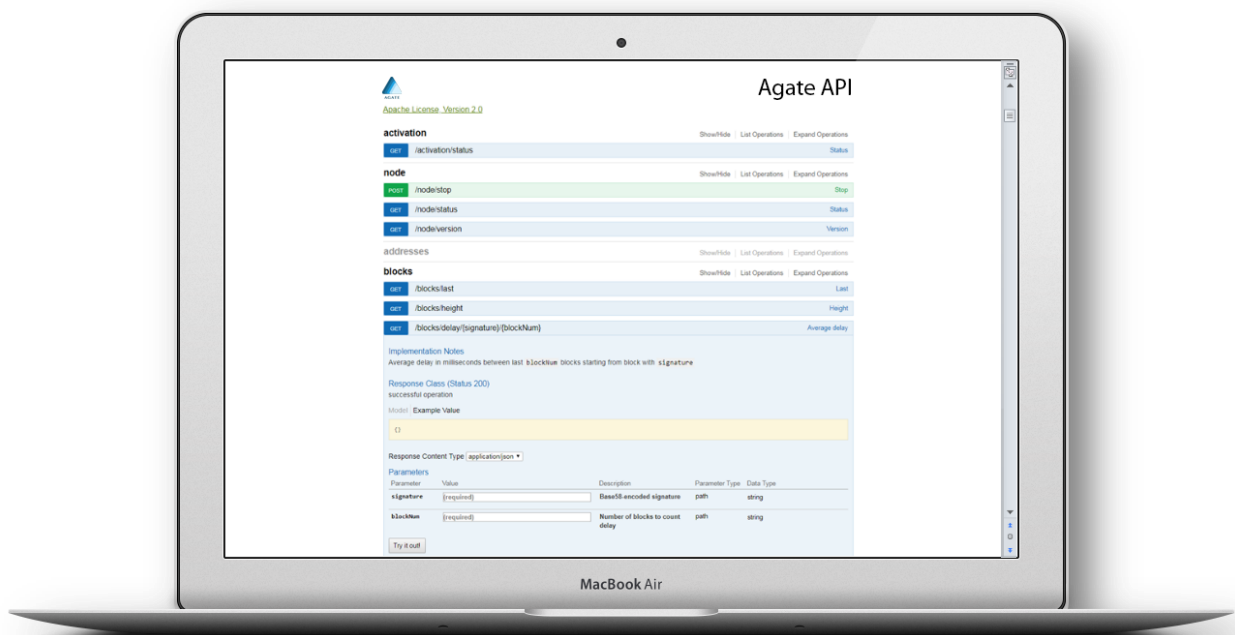 AGATE
Agate API
Apache License, Version 2.0
activation Show/Hide | List Operations | Expand Operations
GET /activation/status Status
node Show/Hide | List Operations | Expand Operations
POST /node/stop Stop
GET /node/status Status
GET /node/version Version
addresses Show/Hide | List Operations | Expand Operations
blocks Show/Hide | List Operations | Expand Operations
GET /blocks/last Last
GET /blocks/height Height
GET /blocks/delay/{signature}/{blockNum} Average delay
Implementation Notes
Average delay in milliseconds between last blockNum blocks starting from block with signature
Response Class (Status 200)
successful operation
Model Example Value
{}
Response Content Type application/json
Parameters
Parameter Value Description Parameter Type Data Type
signature (required) Base58-encoded signature path string
blockNum (required) Number of blocks to count path string
delay
Try it out!
MacBook Air